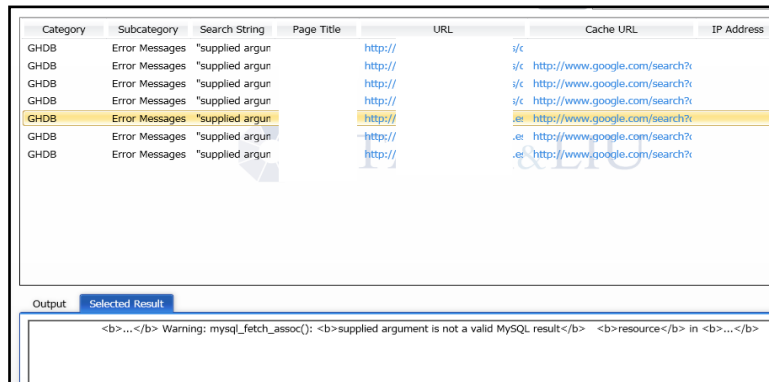 Category Subcategory Search String Page Title URL Cache URL IP Address
GHDB Error Messages "supplied argun http:// s/c
GHDB Error Messages "supplied argun http:// s/c http://www.google.com/search?c
GHDB Error Messages "supplied argun http:// s/c http://www.google.com/search?c
GHDB Error Messages "supplied argun http:// s/c http://www.google.com/search?c
GHDB Error Messages "supplied argun http:// .es http://www.google.com/search?c
GHDB Error Messages "supplied argun http:// .es http://www.google.com/search?c
GHDB Error Messages "supplied argun http:// .es http://www.google.com/search?c
& LIU
Output Selected Result
<b>...</b> Warning: mysql_fetch_assoc(): <b>supplied argument is not a valid MySQL result</b> <b>resource</b> in <b>...</b>